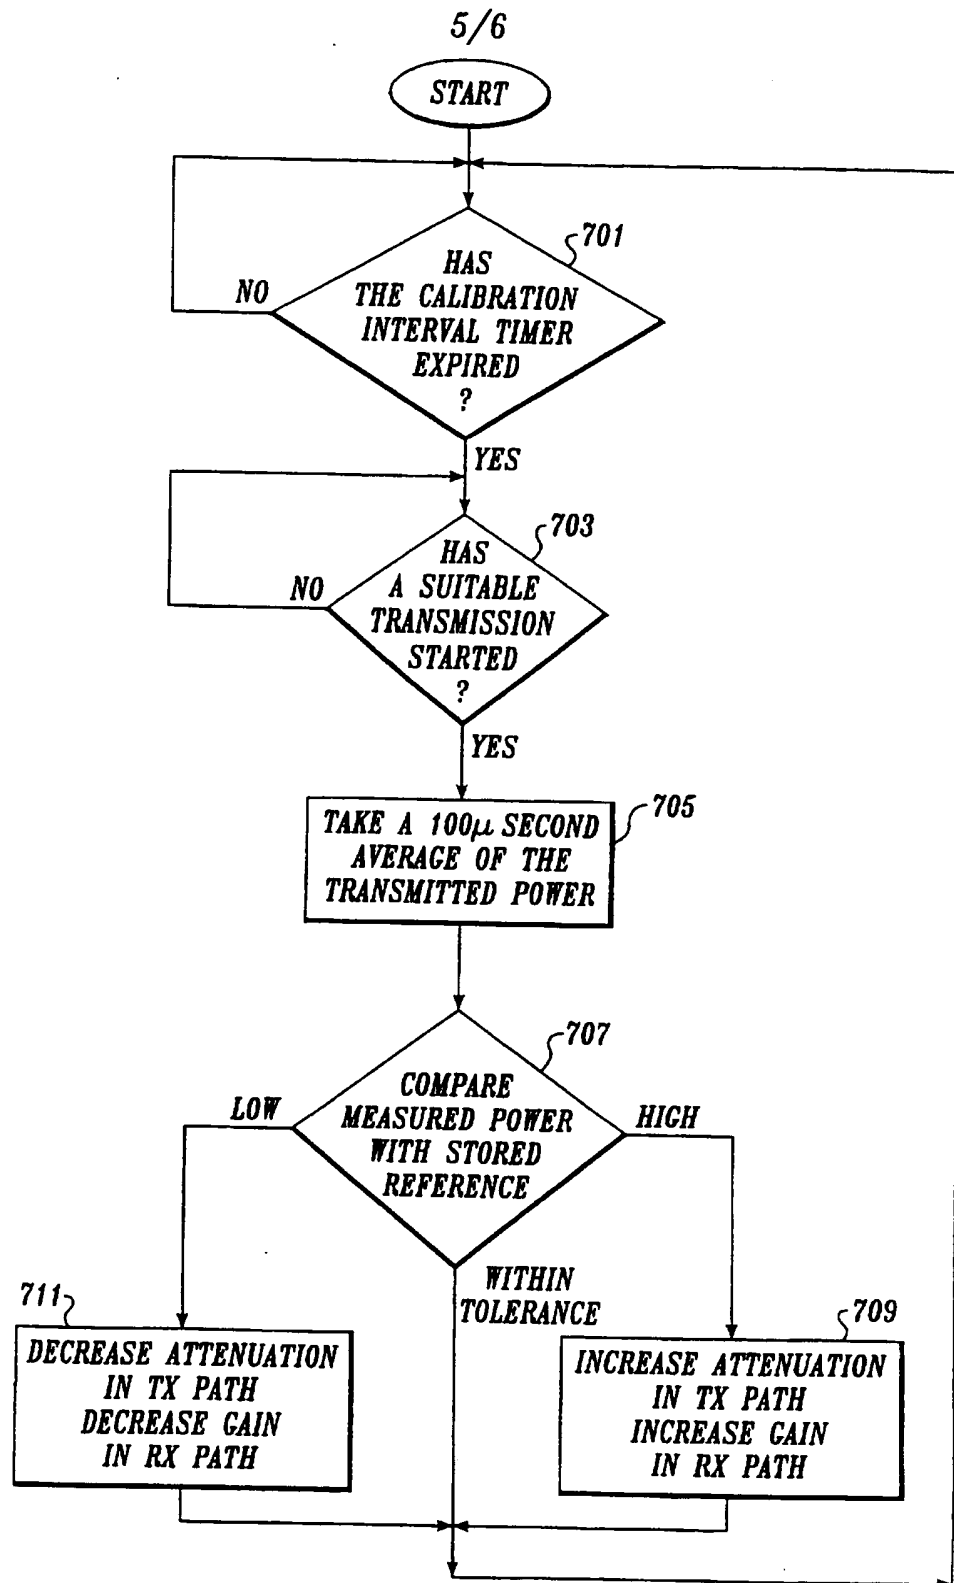 5/6
START
701
HAS
THE CALIBRATION
INTERVAL TIMER
EXPIRED
?
NO
YES
703
HAS
A SUITABLE
TRANSMISSION
STARTED
?
NO
YES
705
TAKE A 100μ SECOND
AVERAGE OF THE
TRANSMITTED POWER
707
COMPARE
MEASURED POWER
WITH STORED
REFERENCE
LOW
HIGH
WITHIN
TOLERANCE
711
DECREASE ATTENUATION
IN TX PATH
DECREASE GAIN
IN RX PATH
709
INCREASE ATTENUATION
IN TX PATH
INCREASE GAIN
IN RX PATH